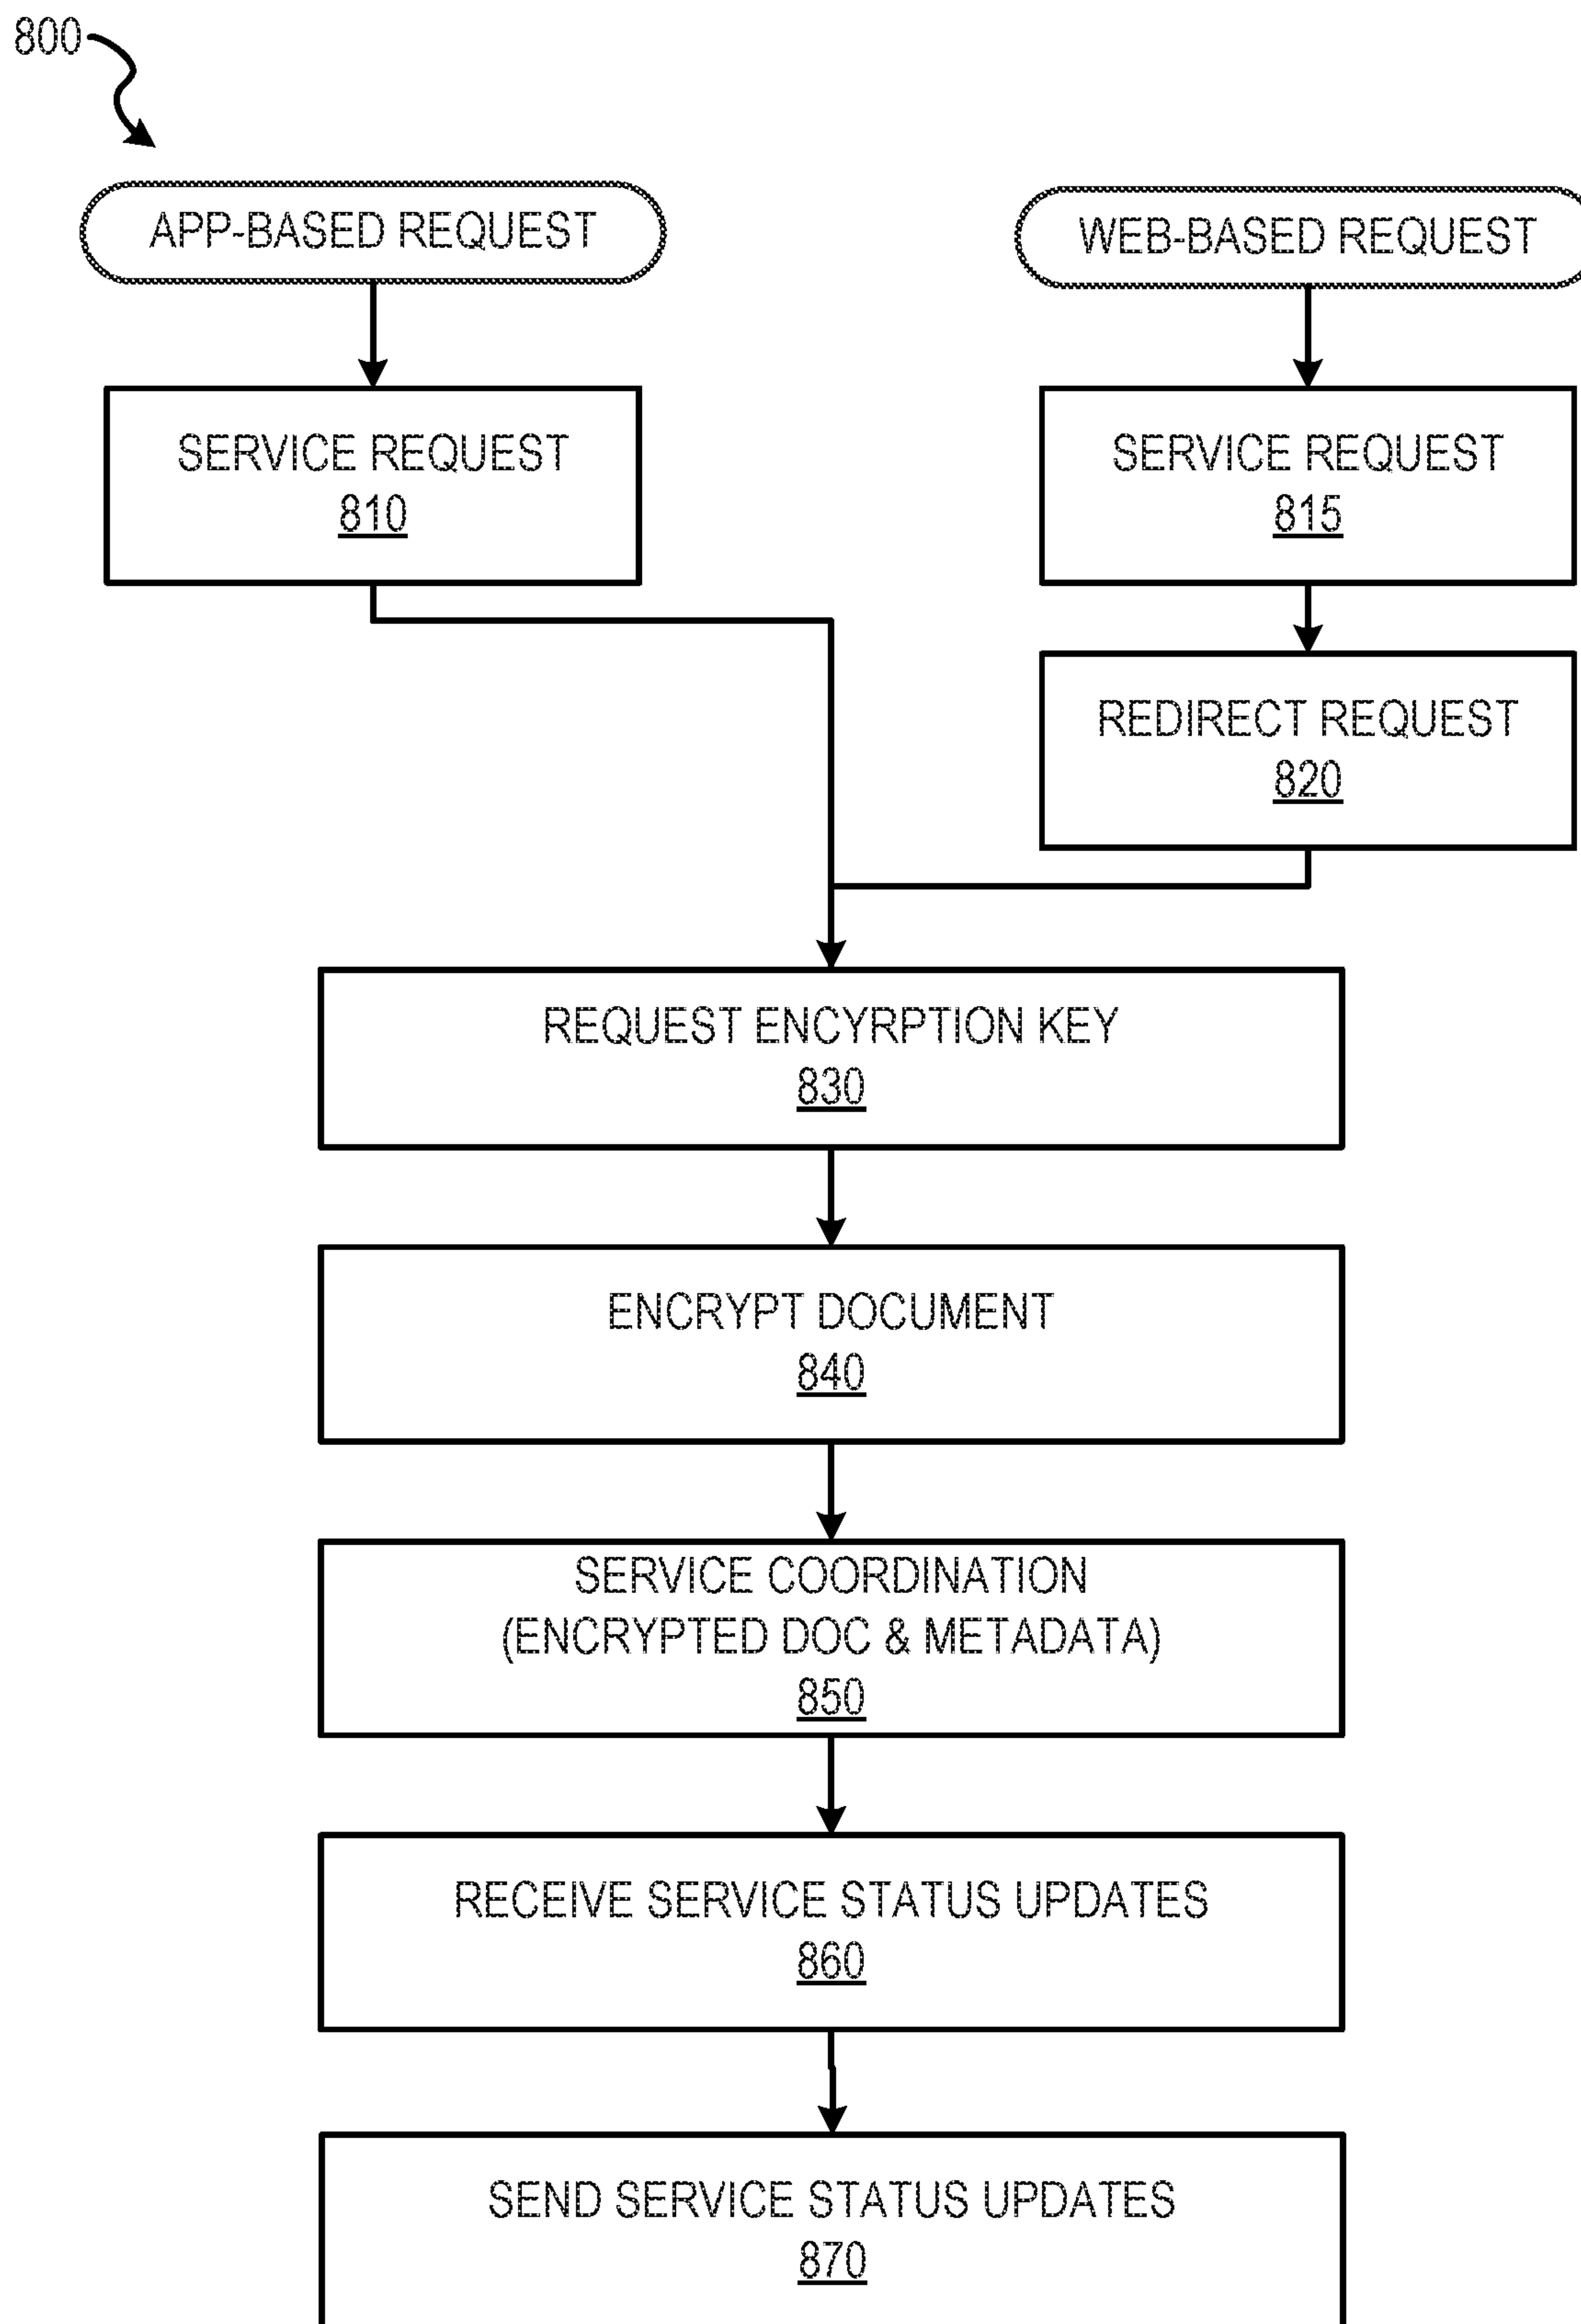 800
APP-BASED REQUEST
WEB-BASED REQUEST
SERVICE REQUEST
810
SERVICE REQUEST
815
REDIRECT REQUEST
820
REQUEST ENCYRPTION KEY
830
ENCRYPT DOCUMENT
840
SERVICE COORDINATION
(ENCRYPTED DOC & METADATA)
850
RECEIVE SERVICE STATUS UPDATES
860
SEND SERVICE STATUS UPDATES
870